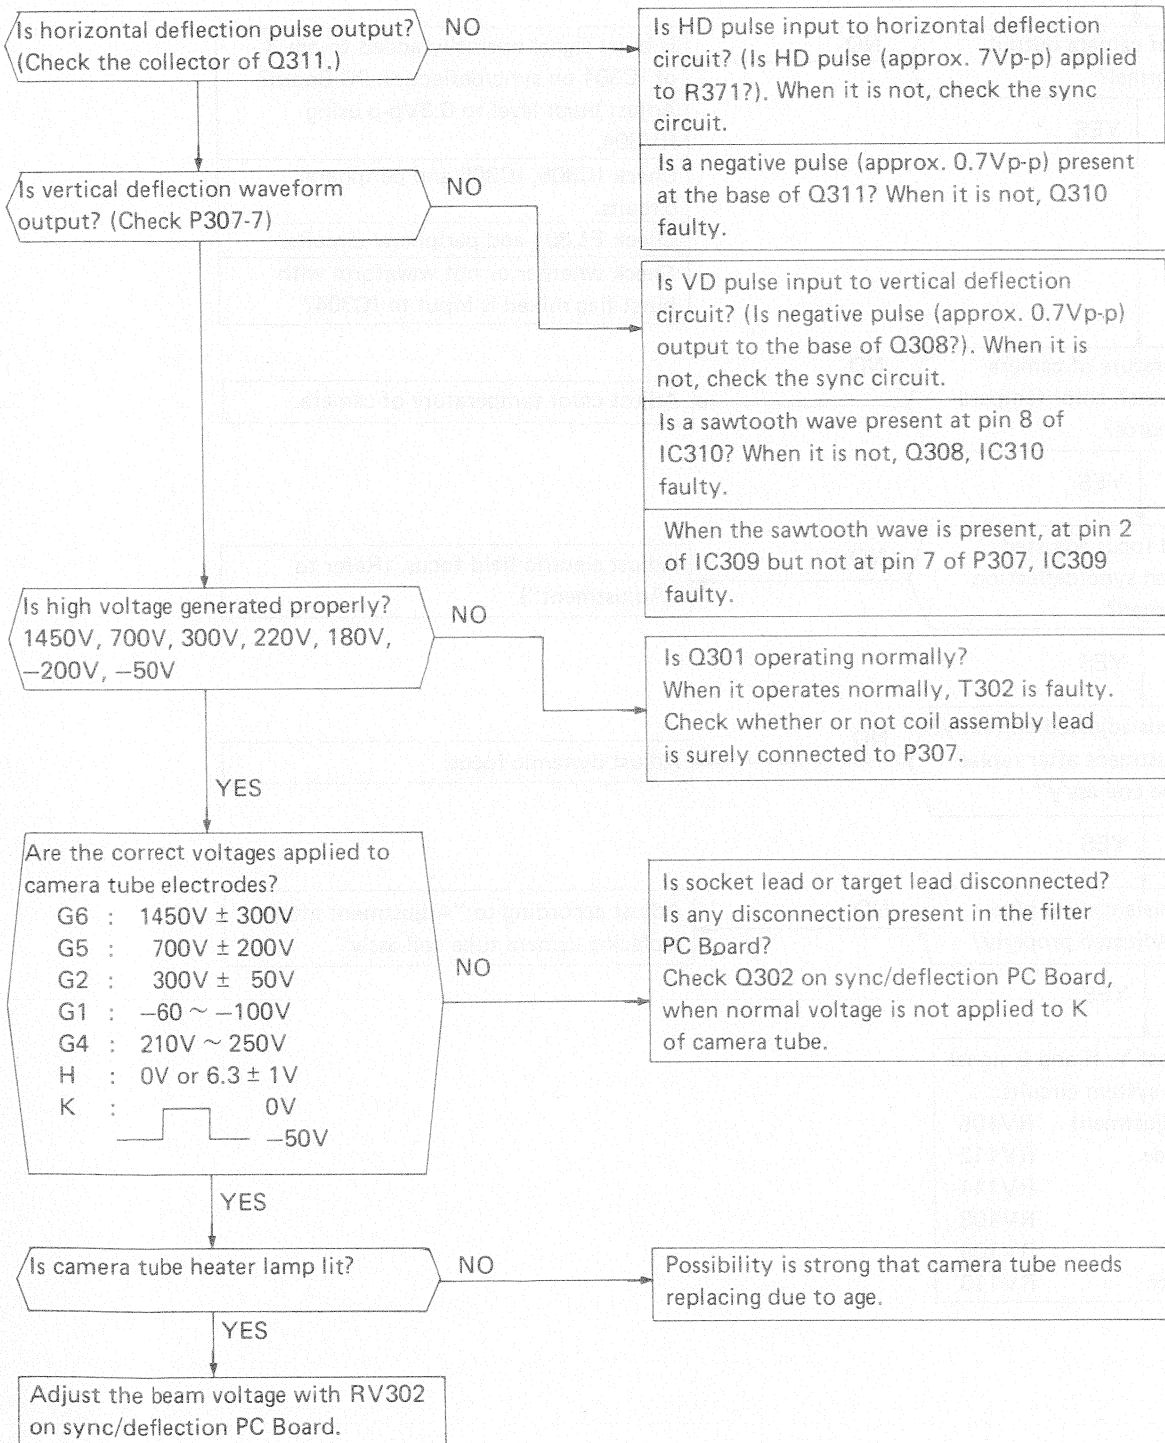 Is horizontal deflection pulse output?
(Check the collector of Q311.)
NO
Is HD pulse input to horizontal deflection
circuit? (Is HD pulse (approx. 7Vp-p) applied
to R371?). When it is not, check the sync
circuit.
Is a negative pulse (approx. 0.7Vp-p) present
at the base of Q311? When it is not, Q310
faulty.
Is vertical deflection waveform
output? (Check P307-7)
NO
Is VD pulse input to vertical deflection
circuit? (Is negative pulse (approx. 0.7Vp-p)
output to the base of Q308?). When it is
not, check the sync circuit.
Is a sawtooth wave present at pin 8 of
IC310? When it is not, Q308, IC310
faulty.
When the sawtooth wave is present, at pin 2
of IC309 but not at pin 7 of P307, IC309
faulty.
Is high voltage generated properly?
1450V, 700V, 300V, 220V, 180V,
−200V, −50V
NO
Is Q301 operating normally?
When it operates normally, T302 is faulty.
Check whether or not coil assembly lead
is surely connected to P307.
YES
Are the correct voltages applied to
camera tube electrodes?
G6 : 1450V ± 300V
G5 : 700V ± 200V
G2 : 300V ± 50V
G1 : −60 ~ −100V
G4 : 210V ~ 250V
H : 0V or 6.3 ± 1V
K : 0V
−50V
NO
Is socket lead or target lead disconnected?
Is any disconnection present in the filter
PC Board?
Check Q302 on sync/deflection PC Board,
when normal voltage is not applied to K
of camera tube.
YES
Is camera tube heater lamp lit?
NO
Possibility is strong that camera tube needs
replacing due to age.
YES
Adjust the beam voltage with RV302
on sync/deflection PC Board.